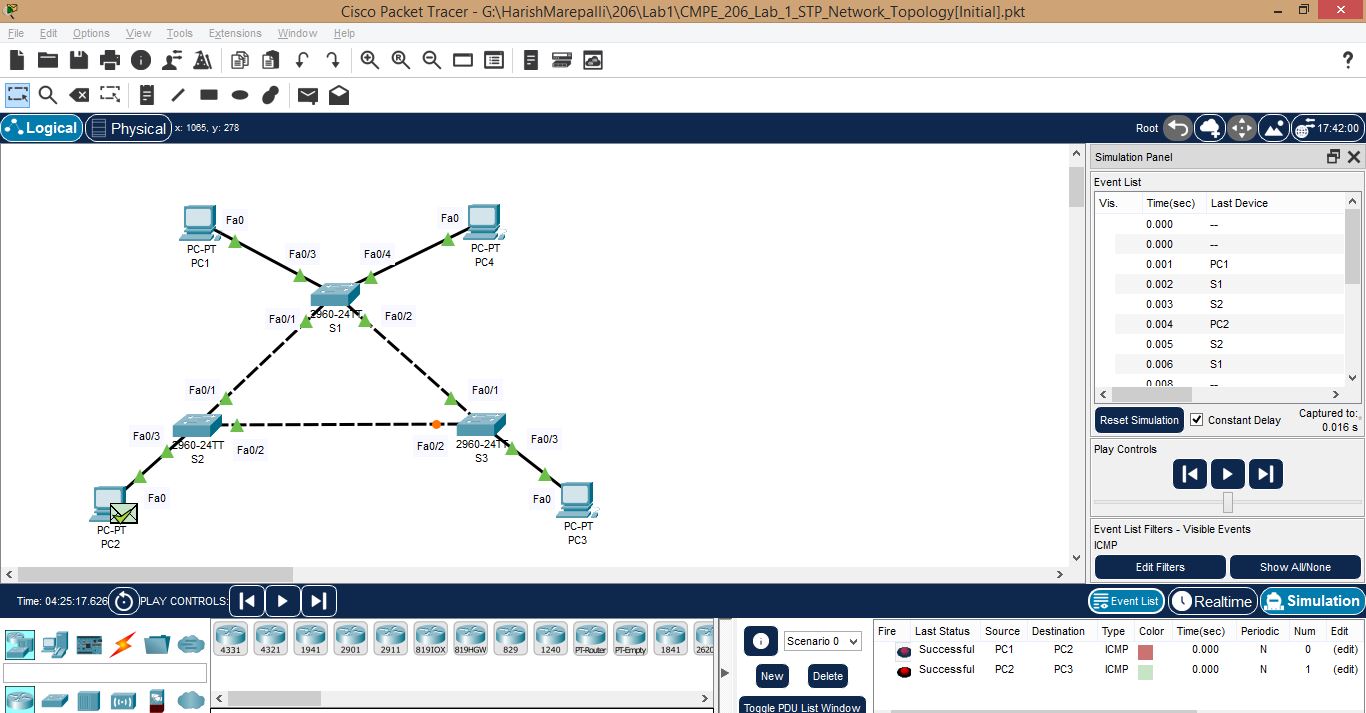 Cisco Packet Tracer - G:\HarishMarepalli\206\Lab1\CMPE_206_Lab_1_STP_Network_Topology[Initial].pkt
File Edit Options View Tools Extensions Window Help
?
Logical Physical x: 1065, y: 278 Root 17:42:00
Simulation Panel
Event List
Vis. Time(sec) Last Device
0.000 --
0.000 --
0.001 PC1
0.002 S1
0.003 S2
0.004 PC2
0.005 S2
0.006 S1
0.008 --
Reset Simulation Constant Delay Captured to:
0.016 s
Play Controls
Event List Filters - Visible Events
ICMP
Edit Filters Show All/None
Fa0 Fa0
PC-PT PC-PT
PC1 PC4
Fa0/3 Fa0/4
2960-24TT
S1
Fa0/1 Fa0/2
Fa0/1 Fa0/1
2960-24TT 2960-24TT
S2 S3
Fa0/3 Fa0/2 Fa0/2 Fa0/3
Fa0 Fa0
PC-PT PC-PT
PC2 PC3
Time: 04:25:17.626 PLAY CONTROLS: Event List Realtime Simulation
4331 4321 1941 2901 2911 819IOX 819HGW 829 1240 PT-Router PT-Empty 1841 2620
Scenario 0
New Delete
Toggle PDU List Window
Fire Last Status Source Destination Type Color Time(sec) Periodic Num Edit
Successful PC1 PC2 ICMP 0.000 N 0 (edit)
Successful PC2 PC3 ICMP 0.000 N 1 (edit)